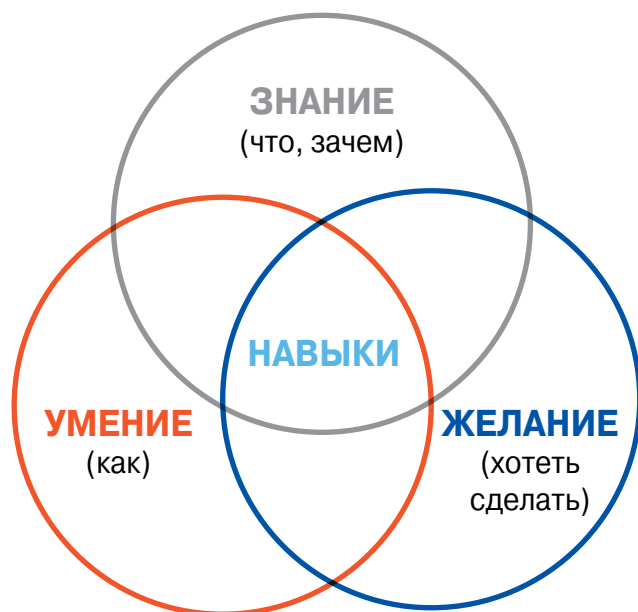 ЗНАНИЕ
(что, зачем)
НАВЫКИ
УМЕНИЕ
(как)
ЖЕЛАНИЕ
(хотеть
сделать)